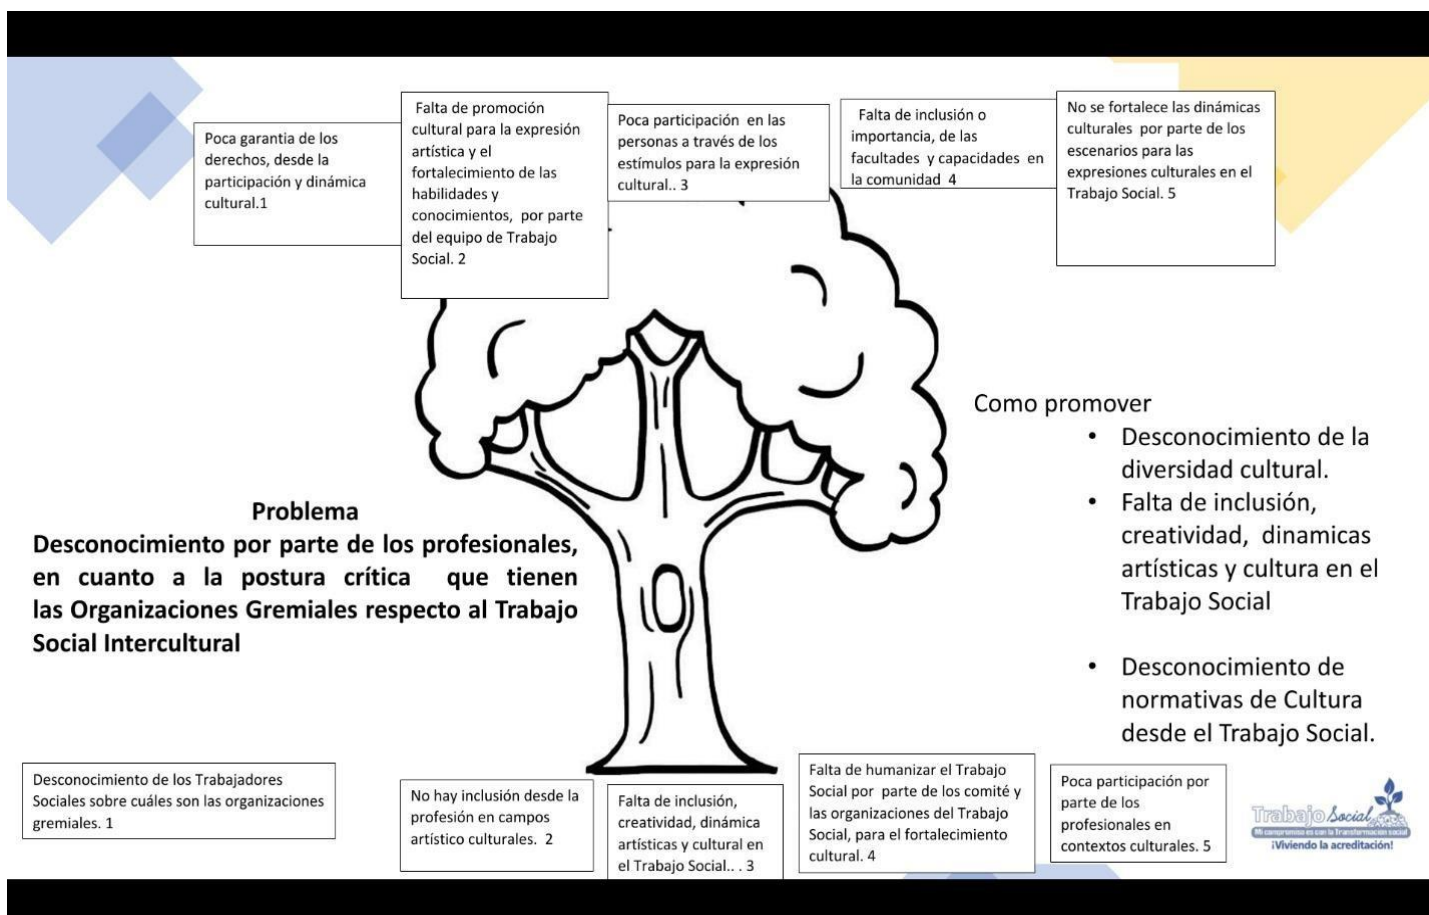 Poca garantia de los
derechos, desde la
participación y dinámica
cultural.1
Falta de promoción
cultural para la expresión
artística y el
fortalecimiento de las
habilidades y
conocimientos, por parte
del equipo de Trabajo
Social. 2
Poca participación en las
personas a través de los
estímulos para la expresión
cultural.. 3
Falta de inclusión o
importancia, de las
facultades y capacidades en
la comunidad 4
No se fortalece las dinámicas
culturales por parte de los
escenarios para las
expresiones culturales en el
Trabajo Social. 5
Como promover
• Desconocimiento de la
diversidad cultural.
• Falta de inclusión,
creatividad, dinamicas
artísticas y cultura en el
Trabajo Social
• Desconocimiento de
normativas de Cultura
desde el Trabajo Social.
Problema
Desconocimiento por parte de los profesionales,
en cuanto a la postura crítica que tienen
las Organizaciones Gremiales respecto al Trabajo
Social Intercultural
Desconocimiento de los Trabajadores
Sociales sobre cuáles son las organizaciones
gremiales. 1
No hay inclusión desde la
profesión en campos
artístico culturales. 2
Falta de inclusión,
creatividad, dinámica
artísticas y cultural en
el Trabajo Social.. . 3
Falta de humanizar el Trabajo
Social por parte de los comité y
las organizaciones del Trabajo
Social, para el fortalecimiento
cultural. 4
Poca participación por
parte de los
profesionales en
contextos culturales. 5
Trabajo Social
Mi compromiso es con la Transformación social
¡Viviendo la acreditación!